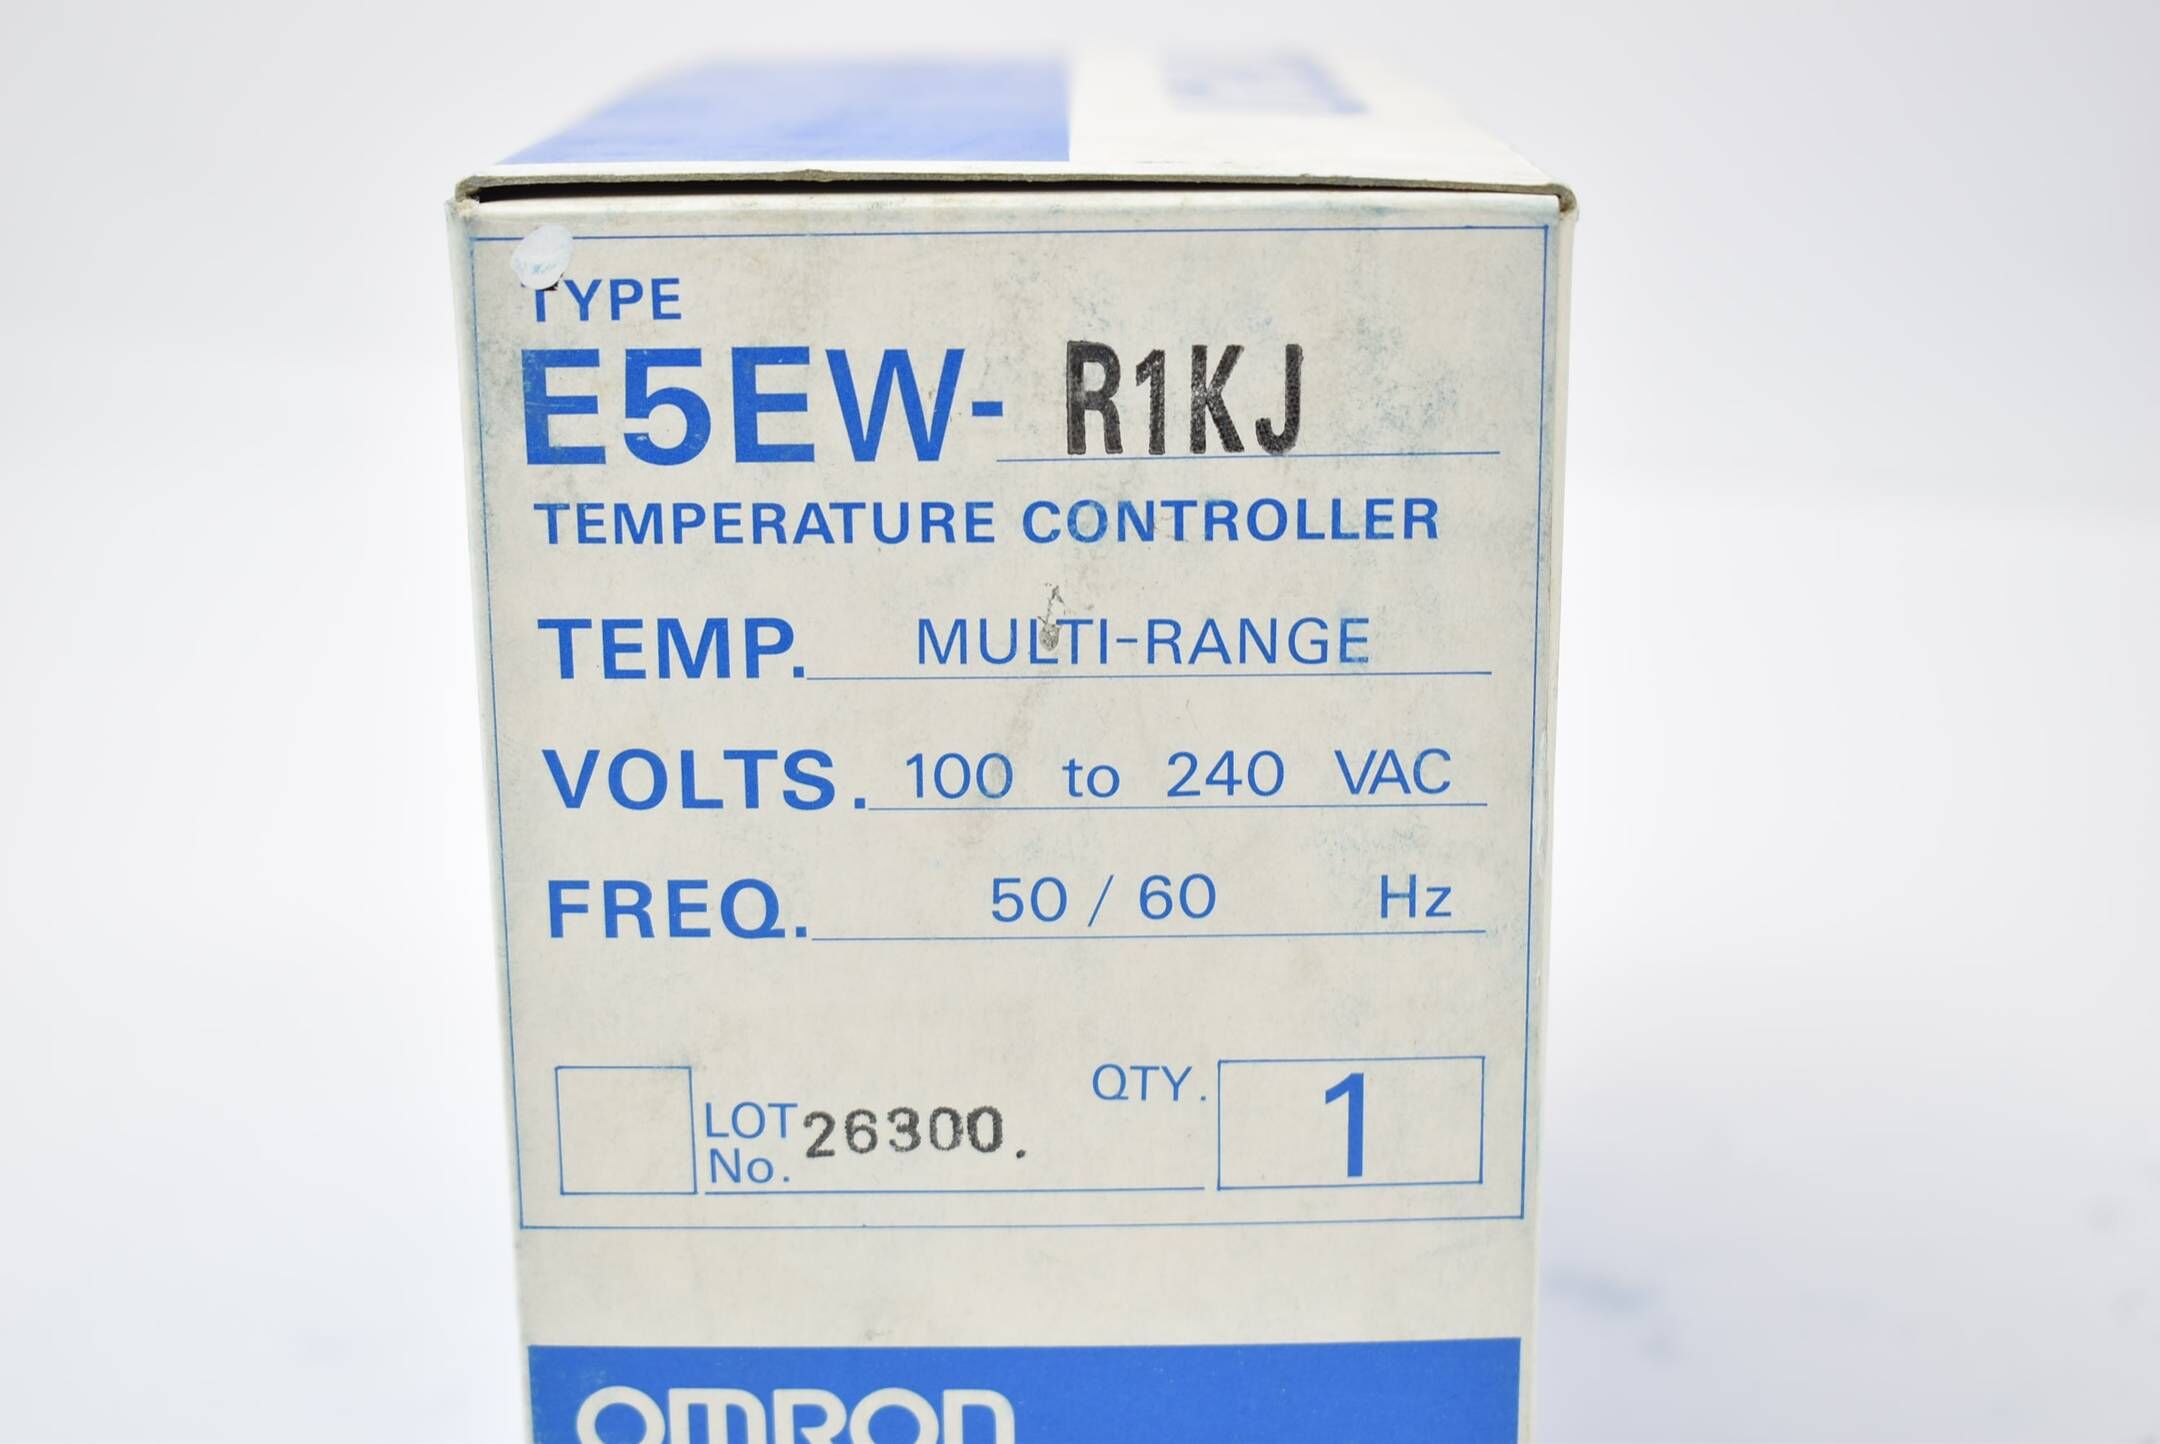 TYPE
E5EW- R1KJ
TEMPERATURE CONTROLLER
TEMP. MULTI-RANGE
VOLTS. 100 to 240 VAC
FREQ. 50 / 60 Hz
QTY. 1
LOT No. 26300.
OMRON